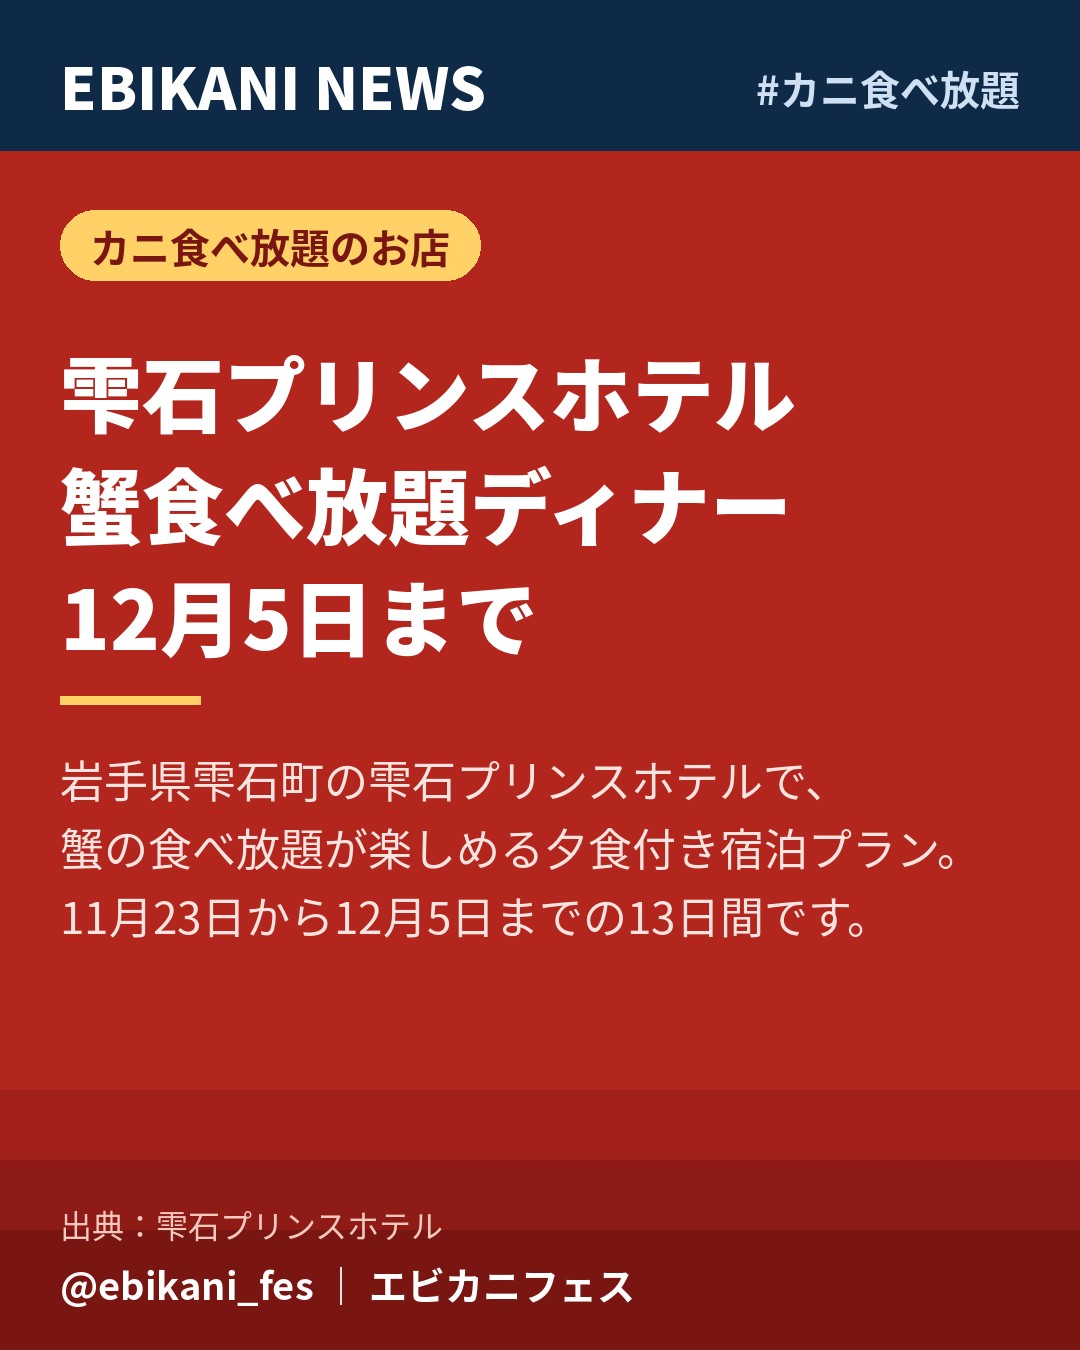 EBIKANI NEWS
#カニ食べ放題
カニ食べ放題のお店
雫石プリンスホテル
蟹食べ放題ディナー
12月5日まで
岩手県雫石町の雫石プリンスホテルで、
蟹の食べ放題が楽しめる夕食付き宿泊プラン。
11月23日から12月5日までの13日間です。
出典：雫石プリンスホテル
@ebikani_fes ｜ エビカニフェス